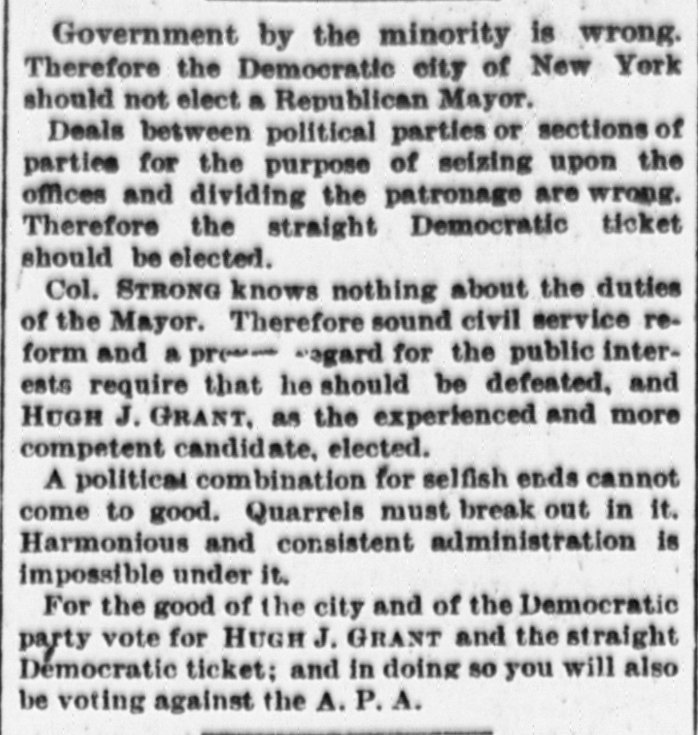 Government by the minority is wrong.
Therefore the Democratic city of New York
should not elect a Republican Mayor.
Deals between political parties or sections of
parties for the purpose of seizing upon the
offices and dividing the patronage are wrong.
Therefore the straight Democratic ticket
should be elected.
Col. STRONG knows nothing about the duties
of the Mayor. Therefore sound civil service re-
form and a regard for the public inter-
ests require that he should be defeated, and
HUGH J. GRANT, as the experienced and more
competent candidate, elected.
A political combination for selfish ends cannot
come to good. Quarrels must break out in it.
Harmonious and consistent administration is
impossible under it.
For the good of the city and of the Democratic
party vote for HUGH J. GRANT and the straight
Democratic ticket; and in doing so you will also
be voting against the A. P. A.